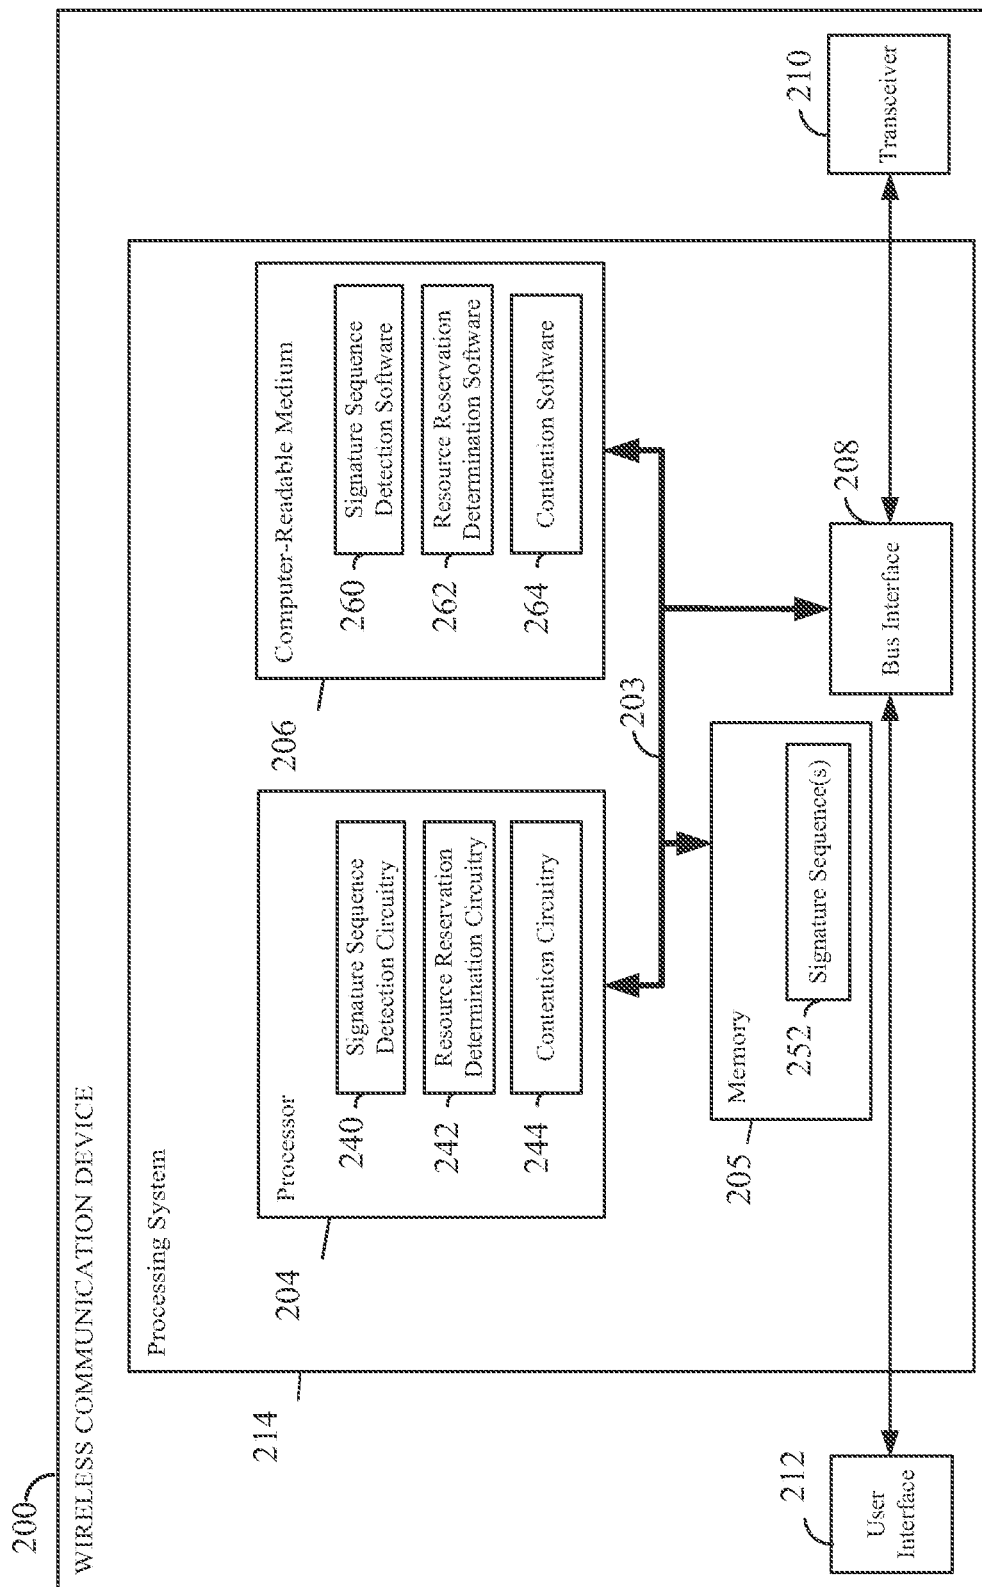 200
WIRELESS COMMUNICATION DEVICE
Processing System
214
Processor
204
Signature Sequence
Detection Circuitry
240
Resource Reservation
Determination Circuitry
242
Contention Circuitry
244
Computer-Readable Medium
206
Signature Sequence
Detection Software
260
Resource Reservation
Determination Software
262
Contention Software
264
203
Memory
205
Signature Sequence(s)
252
Bus Interface
208
User
Interface
212
Transceiver
210